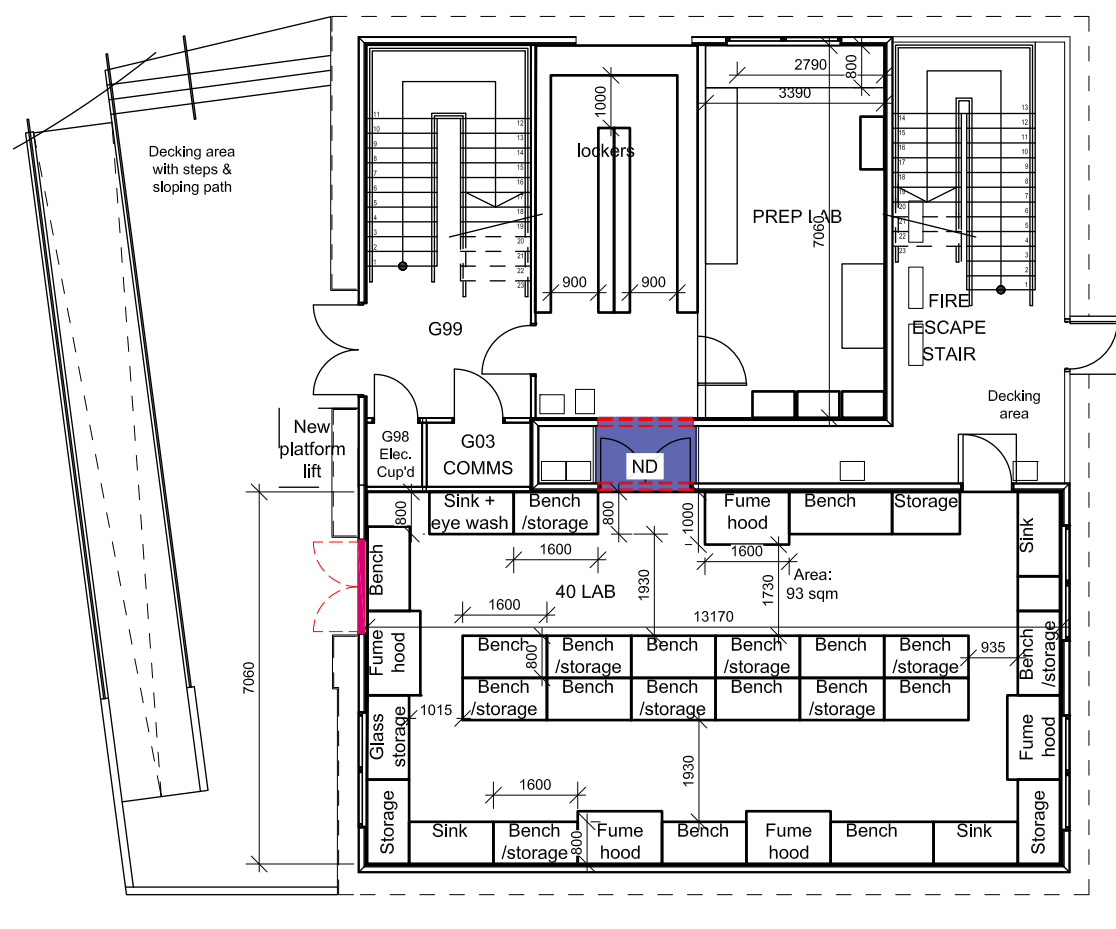 2790
800
3390
1000
Decking area
with steps &
sloping path
lockers
PREP LAB
7060
900
900
G99
FIRE
ESCAPE
STAIR
Decking
area
New
platform
lift
G98
Elec.
Cup'd
G03
COMMS
ND
800
Sink +
eye wash
Bench
/storage
800
1000
Fume
hood
Bench
Storage
Sink
Bench
1600
1930
1600
1730
Area:
93 sqm
40 LAB
1600
13170
Fume
hood
Bench
Bench
/storage
Bench
Bench
/storage
Bench
Bench
/storage
800
935
Bench
/storage
Bench
/storage
Bench
Bench
/storage
Bench
Bench
/storage
Bench
7060
Glass
storage
1015
1930
Fume
hood
1600
Storage
Sink
Bench
/storage
800
Fume
hood
Bench
Fume
hood
Bench
Sink
Storage